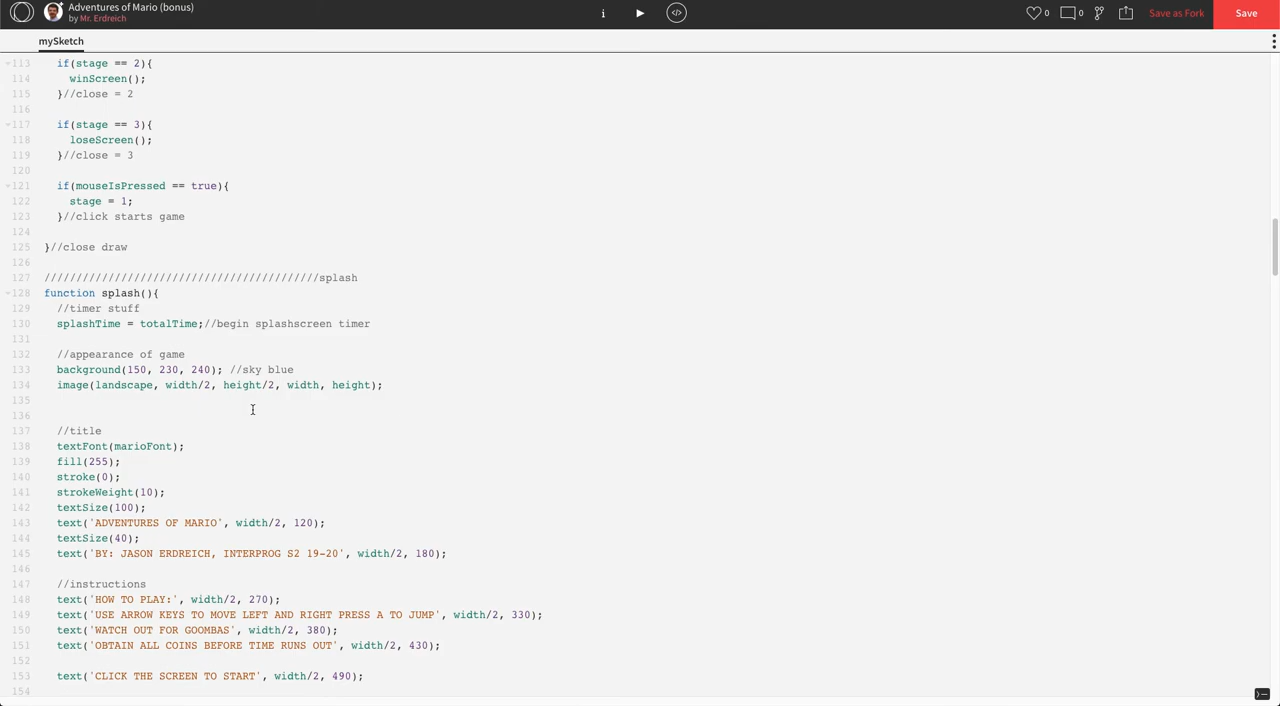 Adventures of Mario (bonus)
by Mr. Erdreich
i
</>
0
0
Save as Fork
Save
mySketch
113 if(stage == 2){
114 winScreen();
115 }//close = 2
116
117 if(stage == 3){
118 loseScreen();
119 }//close = 3
120
121 if(mouseIsPressed == true){
122 stage = 1;
123 }//click starts game
124
125 }//close draw
126
127 ///////////////////////////////////////////splash
128 function splash(){
129 //timer stuff
130 splashTime = totalTime;//begin splashscreen timer
131
132 //appearance of game
133 background(150, 230, 240); //sky blue
134 image(landscape, width/2, height/2, width, height);
135
136
137 //title
138 textFont(marioFont);
139 fill(255);
140 stroke(0);
141 strokeWeight(10);
142 textSize(100);
143 text('ADVENTURES OF MARIO', width/2, 120);
144 textSize(40);
145 text('BY: JASON ERDREICH, INTERPROG S2 19-20', width/2, 180);
146
147 //instructions
148 text('HOW TO PLAY:', width/2, 270);
149 text('USE ARROW KEYS TO MOVE LEFT AND RIGHT PRESS A TO JUMP', width/2, 330);
150 text('WATCH OUT FOR GOOMBAS', width/2, 380);
151 text('OBTAIN ALL COINS BEFORE TIME RUNS OUT', width/2, 430);
152
153 text('CLICK THE SCREEN TO START', width/2, 490);
154